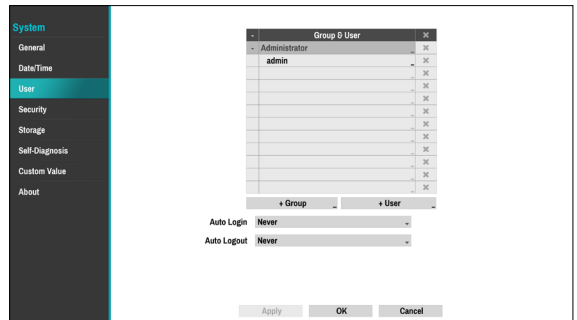 System
General
Date/Time
User
Security
Storage
Self-Diagnosis
Custom Value
About
- Group & User ×
- Administrator _ ×
admin _ ×
_ ×
_ ×
_ ×
_ ×
_ ×
_ ×
_ ×
_ ×
_ ×
_ ×
+ Group _ + User _
Auto Login Never
Auto Logout Never
Apply OK Cancel